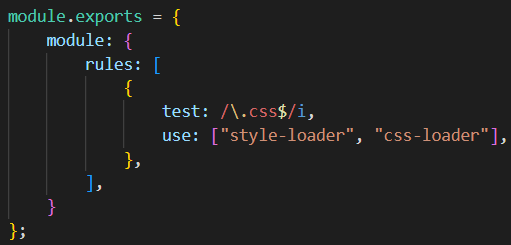 module.exports = {
    module: {
        rules: [
            {
                test: /\.css$/i,
                use: ["style-loader", "css-loader"],
            },
        ],
    }
};